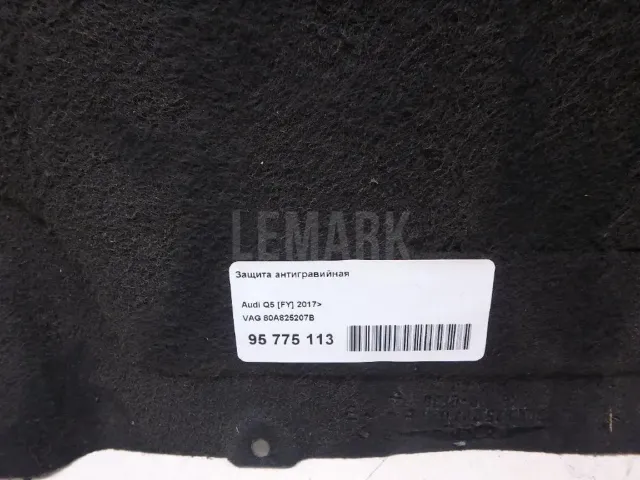 LEMARK
Защита антигравийная
Audi Q5 [FY] 2017>
VAG 80A825207B
95 775 113